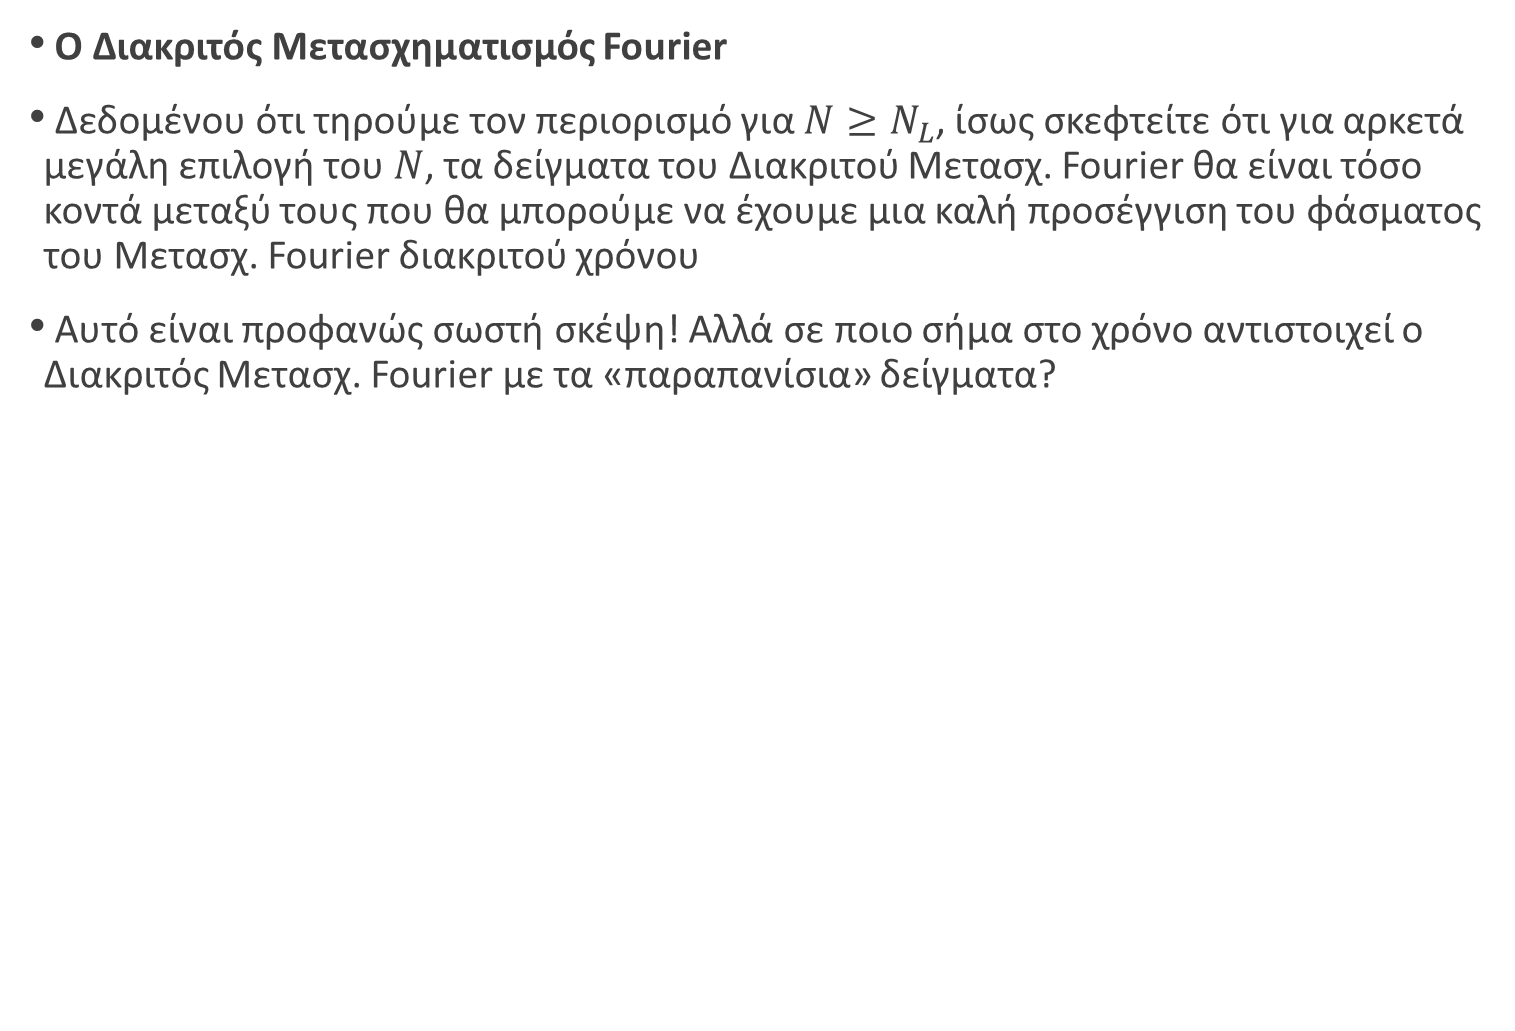 • Ο Διακριτός Μετασχηματισμός Fourier
• Δεδομένου ότι τηρούμε τον περιορισμό για 𝑁 ≥ 𝑁_𝐿, ίσως σκεφτείτε ότι για αρκετά
μεγάλη επιλογή του 𝑁, τα δείγματα του Διακριτού Μετασχ. Fourier θα είναι τόσο
κοντά μεταξύ τους που θα μπορούμε να έχουμε μια καλή προσέγγιση του φάσματος
του Μετασχ. Fourier διακριτού χρόνου
• Αυτό είναι προφανώς σωστή σκέψη! Αλλά σε ποιο σήμα στο χρόνο αντιστοιχεί ο
Διακριτός Μετασχ. Fourier με τα «παραπανίσια» δείγματα?